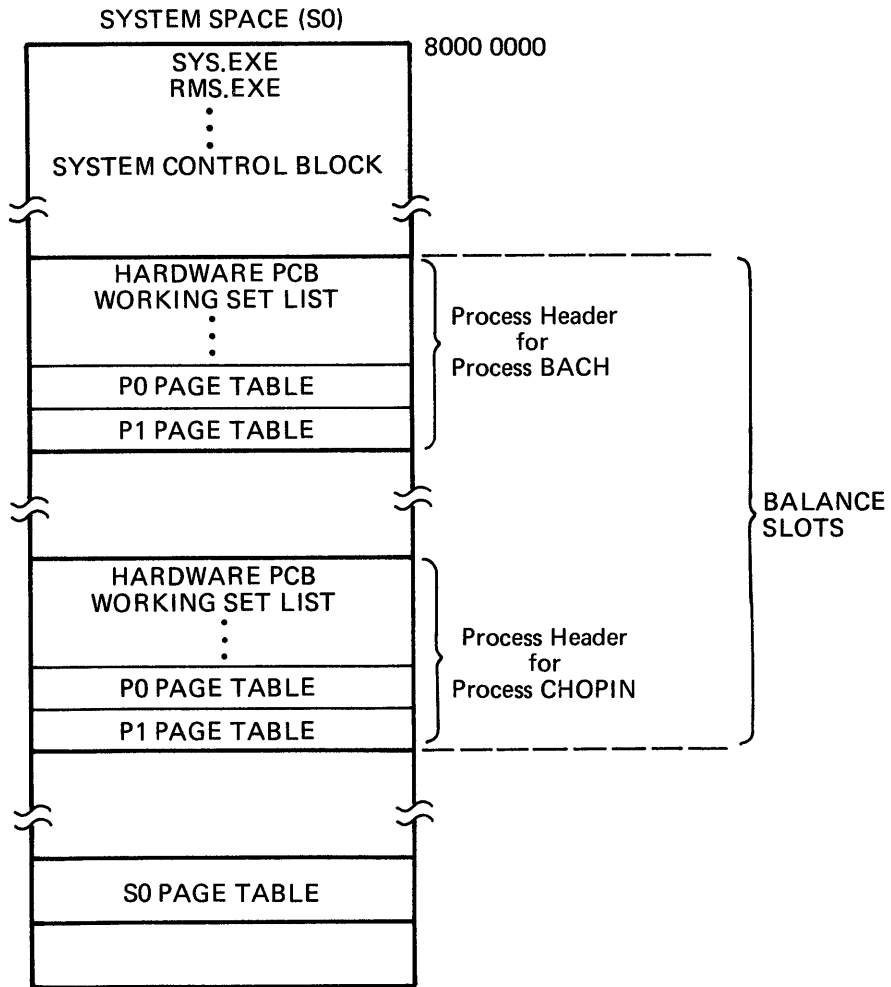 SYSTEM SPACE (S0)
8000 0000
SYS.EXE
RMS.EXE
SYSTEM CONTROL BLOCK
HARDWARE PCB
WORKING SET LIST
P0 PAGE TABLE
P1 PAGE TABLE
Process Header
for
Process BACH
BALANCE
SLOTS
HARDWARE PCB
WORKING SET LIST
P0 PAGE TABLE
P1 PAGE TABLE
Process Header
for
Process CHOPIN
S0 PAGE TABLE